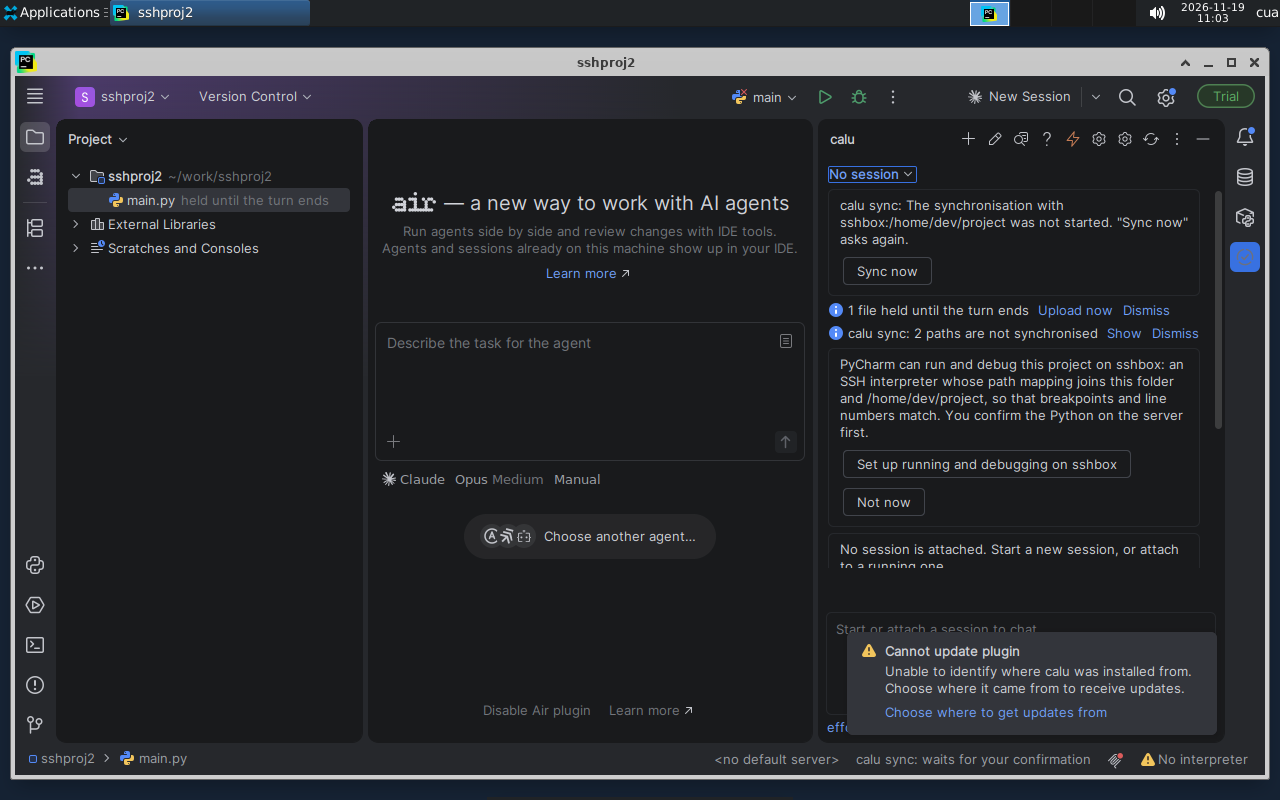 Applications
sshproj2
2026-11-19
11:03
cua
sshproj2
S
sshproj2
Version Control
main
New Session
Trial
Project
sshproj2 ~/work/sshproj2
main.py held until the turn ends
External Libraries
Scratches and Consoles
air — a new way to work with AI agents
Run agents side by side and review changes with IDE tools.
Agents and sessions already on this machine show up in your IDE.
Learn more ↗
Describe the task for the agent
Claude Opus Medium Manual
Choose another agent...
Disable Air plugin Learn more ↗
calu
No session
calu sync: The synchronisation with
sshbox:/home/dev/project was not started. "Sync now"
asks again.
Sync now
1 file held until the turn ends Upload now Dismiss
calu sync: 2 paths are not synchronised Show Dismiss
PyCharm can run and debug this project on sshbox: an
SSH interpreter whose path mapping joins this folder
and /home/dev/project, so that breakpoints and line
numbers match. You confirm the Python on the server
first.
Set up running and debugging on sshbox
Not now
No session is attached. Start a new session, or attach
to a running one
Start or attach a session to chat
Cannot update plugin
Unable to identify where calu was installed from.
Choose where it came from to receive updates.
Choose where to get updates from
sshproj2 > main.py
<no default server>
calu sync: waits for your confirmation
No interpreter